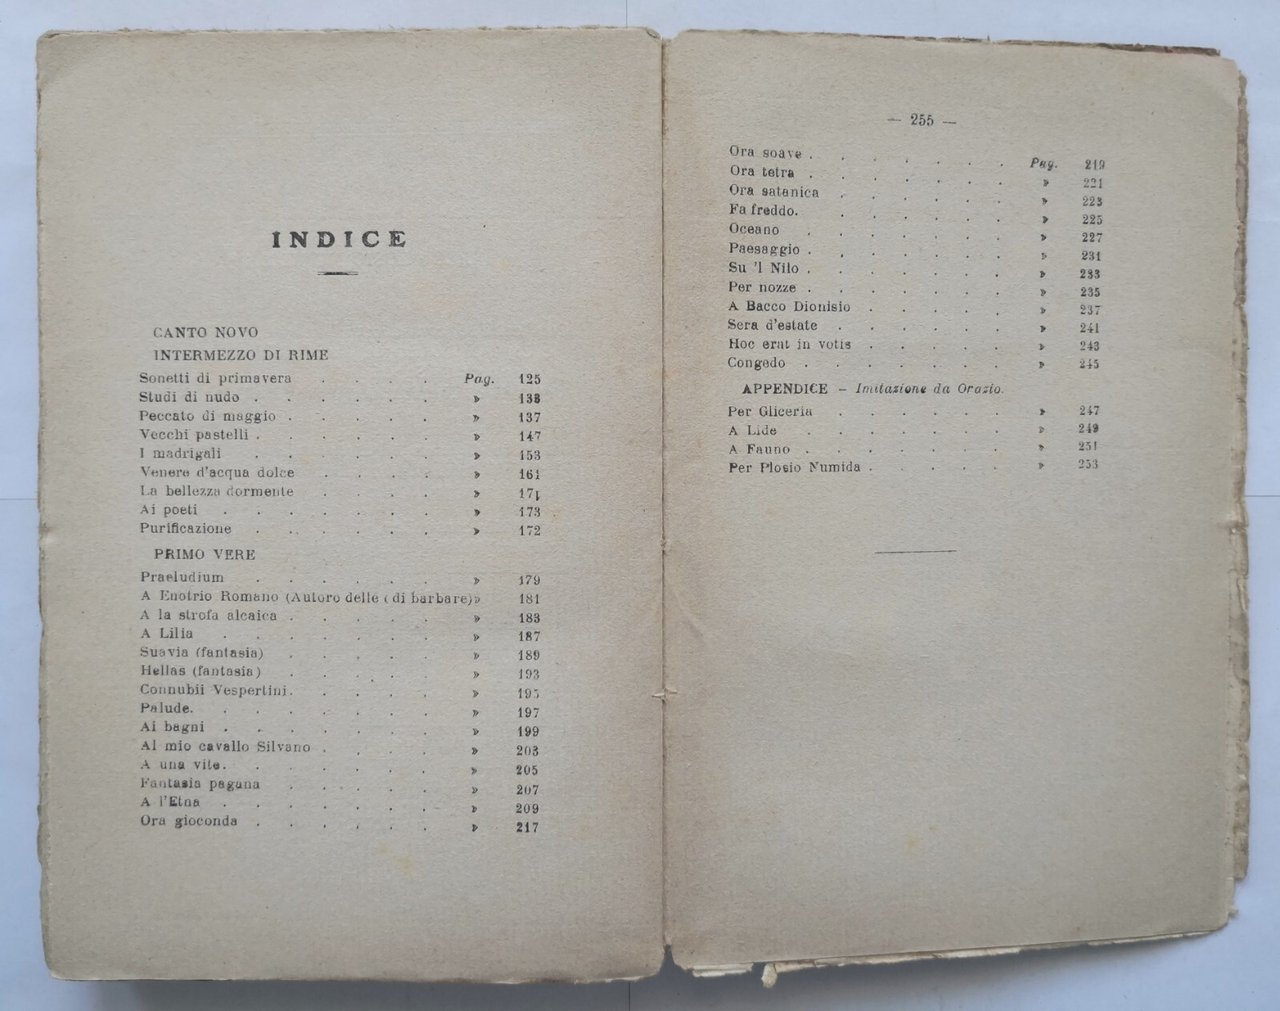 INDICE
CANTO NOVO
INTERMEZZO DI RIME
Sonetti di primavera . . . . Pag. 125
Studi di nudo . . . . . . » 133
Peccato di maggio . . . . . » 137
Vecchi pastelli . . . . . . » 147
I madrigali . . . . . . » 153
Venere d'acqua dolce . . . . » 161
La bellezza dormente . . . . » 171
Ai poeti . . . . . . . » 173
Purificazione . . . . . . » 172
PRIMO VERE
Praeludium . . . . . . » 179
A Enotrio Romano (Autoro delle ( di barbare) » 181
A la strofa alcaica . . . . . » 183
A Lilia . . . . . . . » 187
Suavia (fantasia) . . . . . » 189
Hellas (fantasia) . . . . . » 193
Connubii Vespertini . . . . . » 195
Palude. . . . . . . . » 197
Ai bagni . . . . . . . » 199
Al mio cavallo Silvano . . . . » 203
A una vite. . . . . . . » 205
Fantasia pagana . . . . . » 207
A l'Etna . . . . . . . » 209
Ora gioconda . . . . . . » 217
— 255 —
Ora soave . . . . . . . Pag. 219
Ora tetra . . . . . . . » 221
Ora satanica . . . . . . » 223
Fa freddo. . . . . . . » 225
Oceano . . . . . . » 227
Paesaggio . . . . . . . » 231
Su 'l Nilo . . . . . . . » 233
Per nozze . . . . . . . » 235
A Bacco Dionisio . . . . . » 237
Sera d'estate . . . . . . » 241
Hoc erat in votis . . . . . » 243
Congedo . . . . . . . » 245
APPENDICE – Imitazione da Orazio.
Per Gliceria . . . . . . » 247
A Lide . . . . . . . » 249
A Fauno . . . . . . . » 251
Per Plosio Numida . . . . . » 253